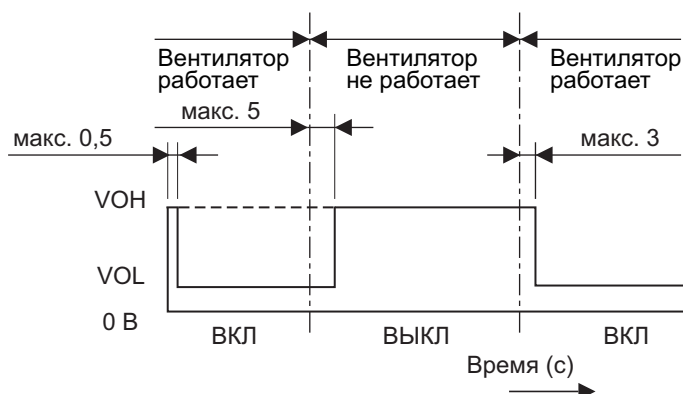 Вентилятор работает
Вентилятор не работает
Вентилятор работает
макс. 5
макс. 0,5
макс. 3
VOH
VOL
0 В
ВКЛ
ВЫКЛ
ВКЛ
Время (с)